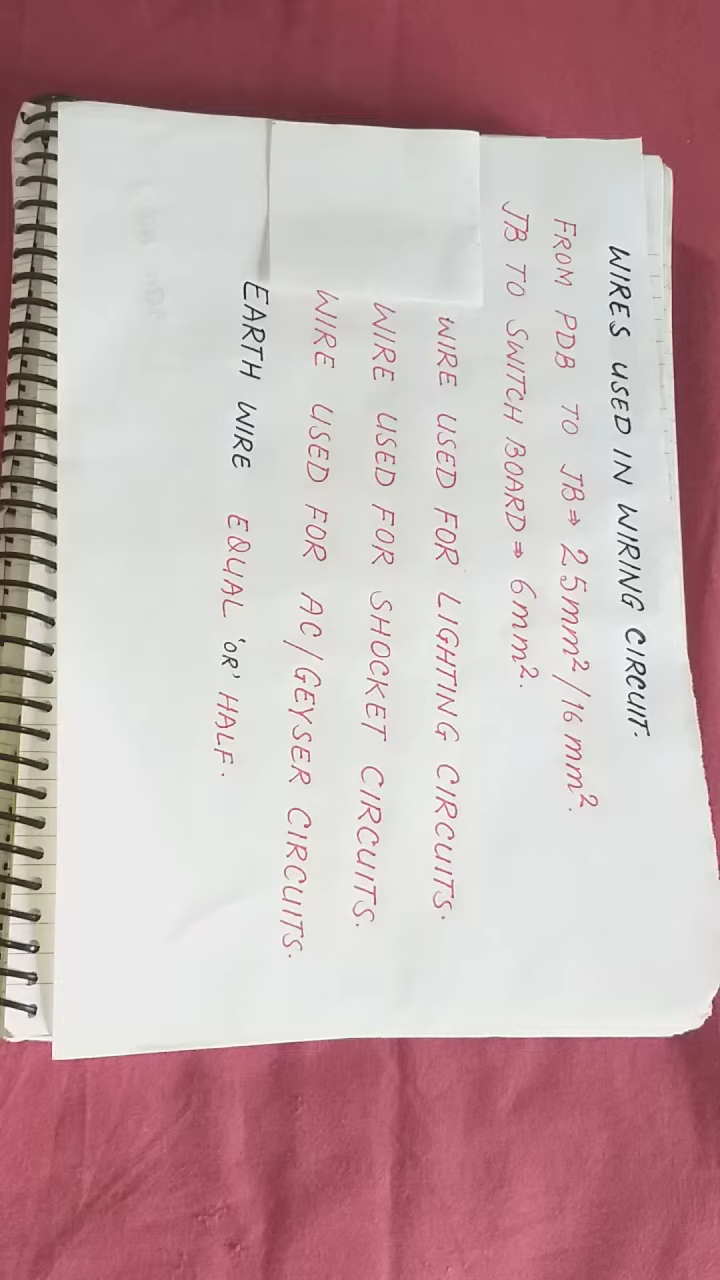 WIRES USED IN WIRING CIRCUIT.
FROM PDB TO JB⇒ 25mm²/16mm².
JB TO SWITCH BOARD⇒ 6mm².
WIRE USED FOR LIGHTING CIRCUITS.
WIRE USED FOR SHOCKET CIRCUITS.
WIRE USED FOR AC/GEYSER CIRCUITS.
EARTH WIRE EQUAL 'OR' HALF.